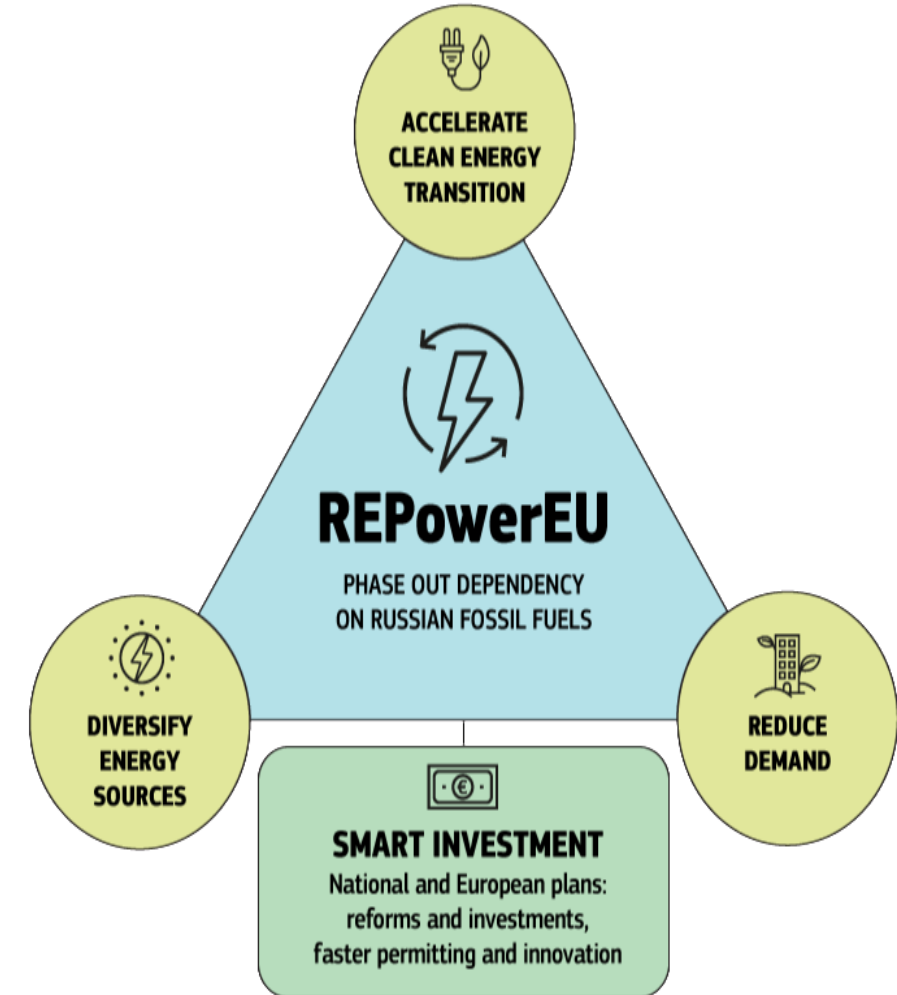 ACCELERATE
CLEAN ENERGY
TRANSITION
REPowerEU
PHASE OUT DEPENDENCY
ON RUSSIAN FOSSIL FUELS
DIVERSIFY
ENERGY
SOURCES
REDUCE
DEMAND
€
SMART INVESTMENT
National and European plans:
reforms and investments,
faster permitting and innovation